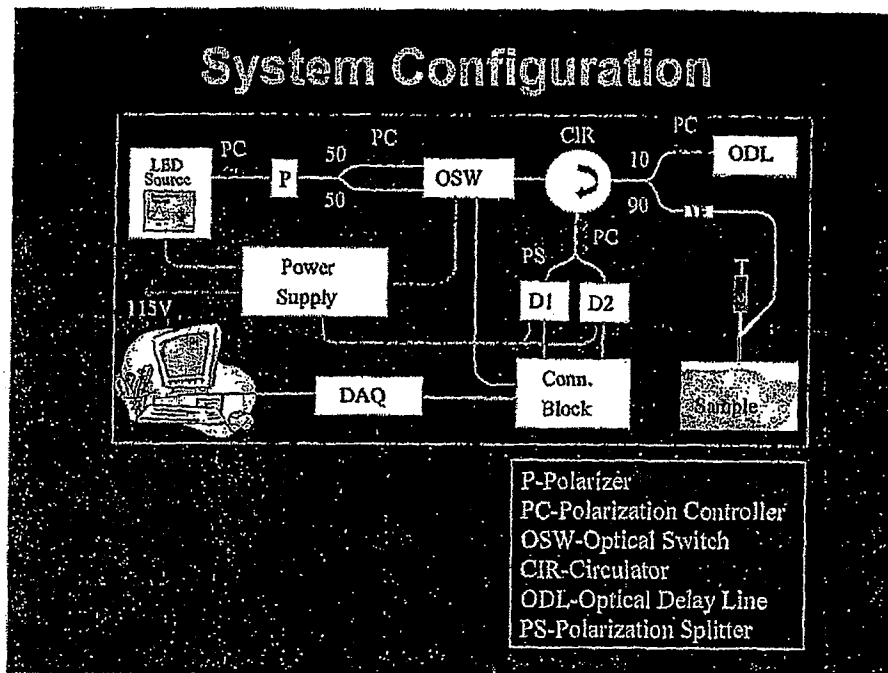 System Configuration
LED
Source
PC
P
50
50
PC
OSW
CIR
10
90
PC
ODL
PS
PC
Power
Supply
D1
D2
115V
DAQ
Conn.
Block
Sample
P-Polarizer
PC-Polarization Controller
OSW-Optical Switch
CIR-Circulator
ODL-Optical Delay Line
PS-Polarization Splitter